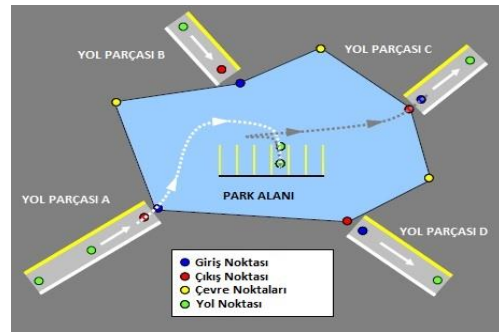 YOL PARÇASI B
YOL PARÇASI C
PARK ALANI
YOL PARÇASI A
YOL PARÇASI D
Giriş Noktası
Çıkış Noktası
Çevre Noktaları
Yol Noktası